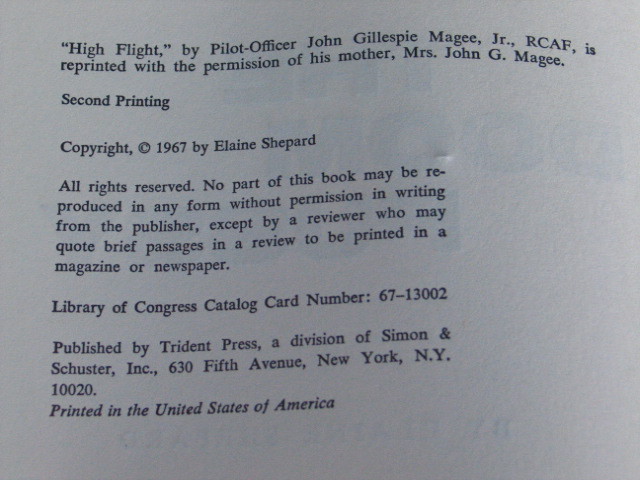 "High Flight," by Pilot-Officer John Gillespie Magee, Jr., RCAF, is
reprinted with the permission of his mother, Mrs. John G. Magee.
Second Printing
Copyright, © 1967 by Elaine Shepard
All rights reserved. No part of this book may be re-
produced in any form without permission in writing
from the publisher, except by a reviewer who may
quote brief passages in a review to be printed in a
magazine or newspaper.
Library of Congress Catalog Card Number: 67–13002
Published by Trident Press, a division of Simon &
Schuster, Inc., 630 Fifth Avenue, New York, N.Y.
10020.
Printed in the United States of America